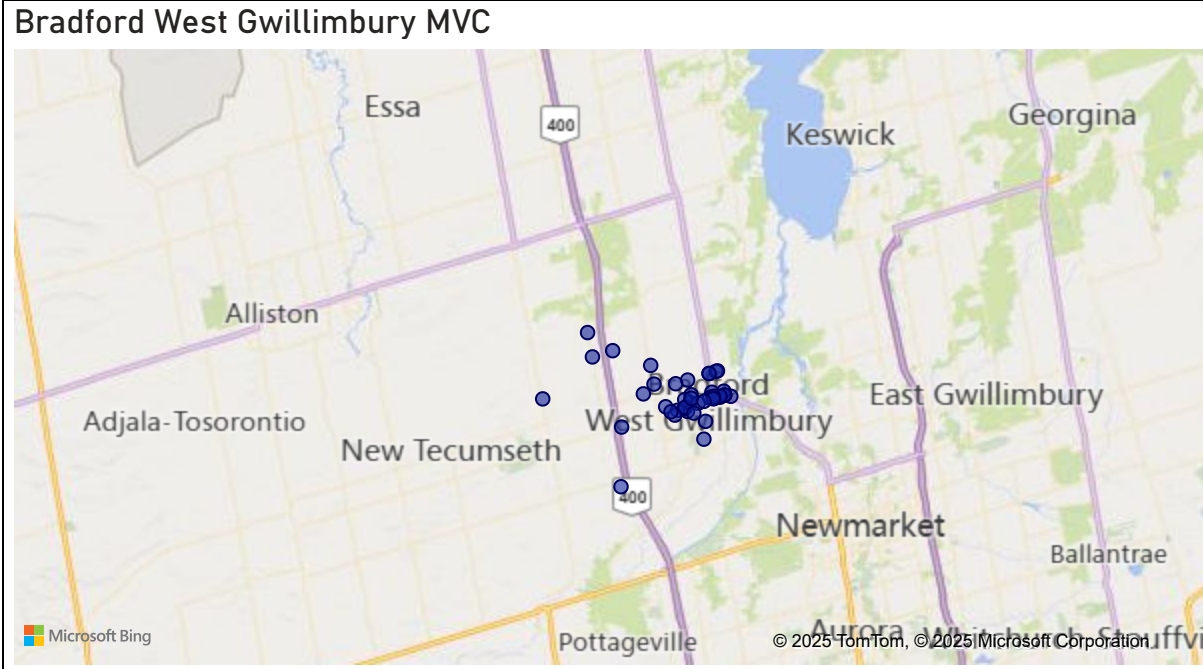 Bradford West Gwillimbury MVC
Essa
400
Keswick
Georgina
Alliston
Bradford
West Gwillimbury
East Gwillimbury
Adjala-Tosorontio
New Tecumseth
400
Newmarket
Ballantrae
Microsoft Bing
Pottageville
Aurora
© 2025 TomTom, © 2025 Microsoft Corporation